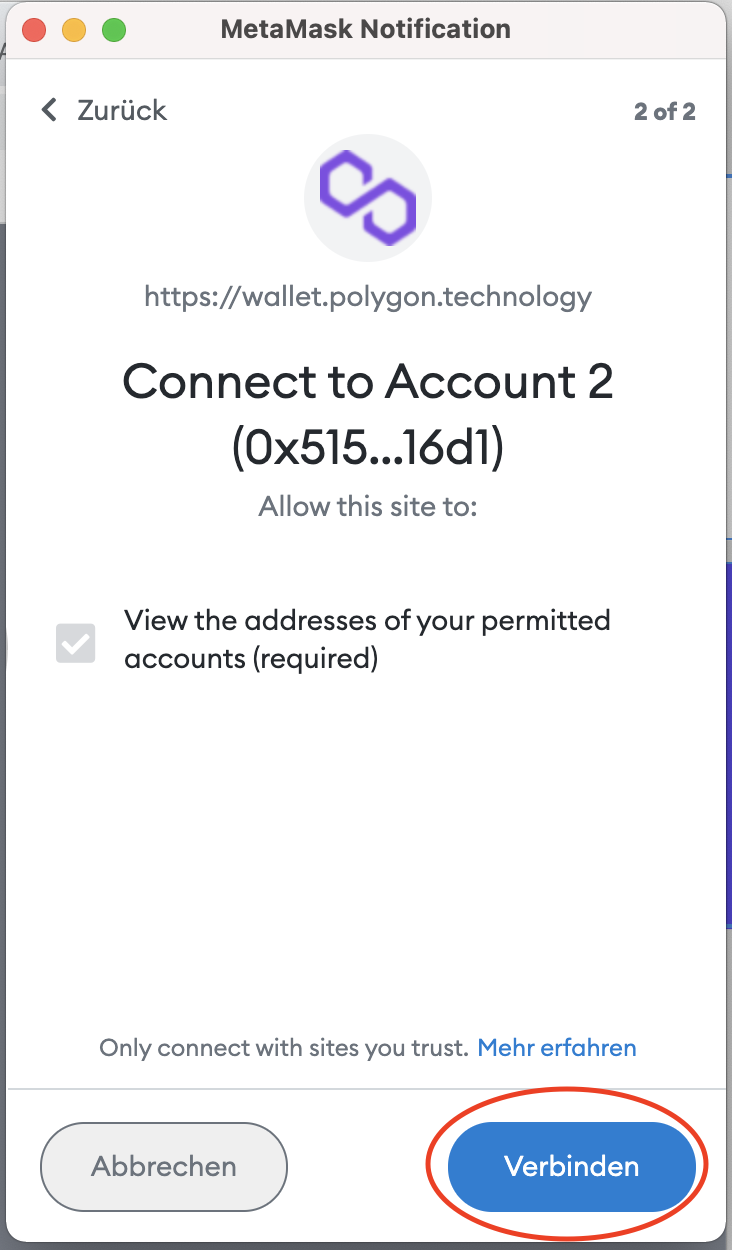 MetaMask Notification
Zurück
2 of 2
https://wallet.polygon.technology
Connect to Account 2
(0x515...16d1)
Allow this site to:
View the addresses of your permitted
accounts (required)
Only connect with sites you trust. Mehr erfahren
Abbrechen
Verbinden